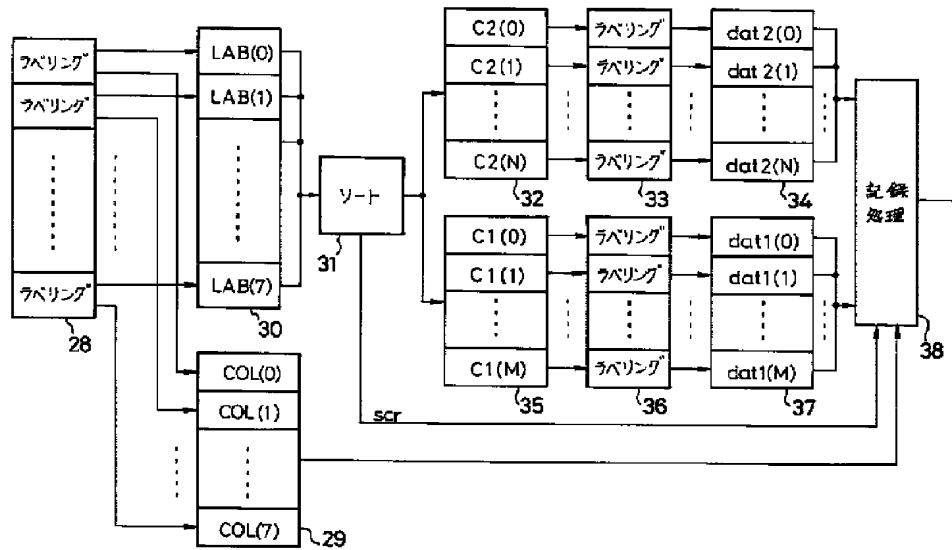 ラベリング
ラベリング
ラベリング
28
LAB(0)
LAB(1)
LAB(7)
30
COL(0)
COL(1)
COL(7)
29
ソート
31
scr
C2(0)
C2(1)
C2(N)
32
ラベリング
ラベリング
ラベリング
33
dat2(0)
dat2(1)
dat2(N)
34
C1(0)
C1(1)
C1(M)
35
ラベリング
ラベリング
ラベリング
36
dat1(0)
dat1(1)
dat1(M)
37
記録
処理
38